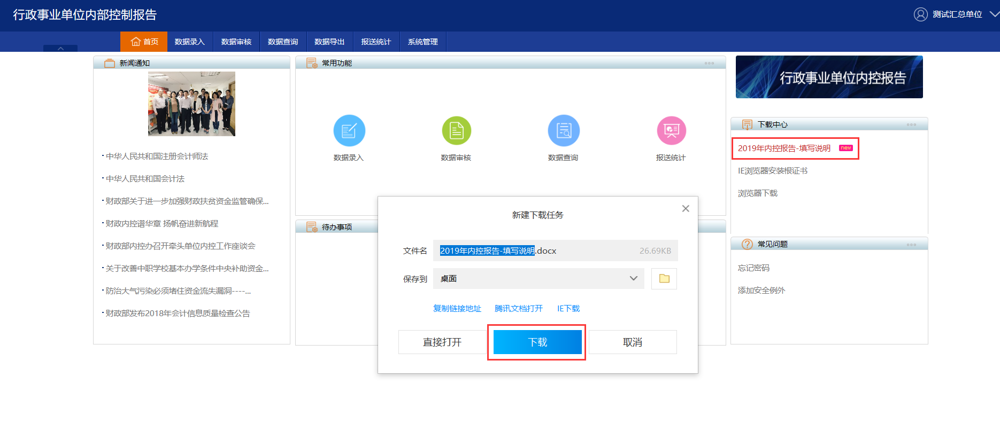 行政事业单位内部控制报告
测试汇总单位
首页
数据录入
数据审核
数据查询
数据导出
报送统计
系统管理
新闻通知
中华人民共和国注册会计师法
中华人民共和国会计法
财政部关于进一步加强财政扶贫资金监管确保...
财政内控谱华章 扬帆奋进新航程
财政部内控办召开牵头单位内控工作座谈会
关于改善中职学校基本办学条件中央补助资金...
防治大气污染必须堵住资金流失漏洞----...
财政部发布2018年会计信息质量检查公告
常用功能
数据录入
数据审核
数据查询
报送统计
待办事项
行政事业单位内控报告
下载中心
2019年内控报告-填写说明 new
IE浏览器安装根证书
浏览器下载
常见问题
忘记密码
添加安全例外
新建下载任务
文件名 2019年内控报告-填写说明.docx 26.69KB
保存到 桌面
复制链接地址 腾讯文档打开 IE下载
直接打开 下载 取消